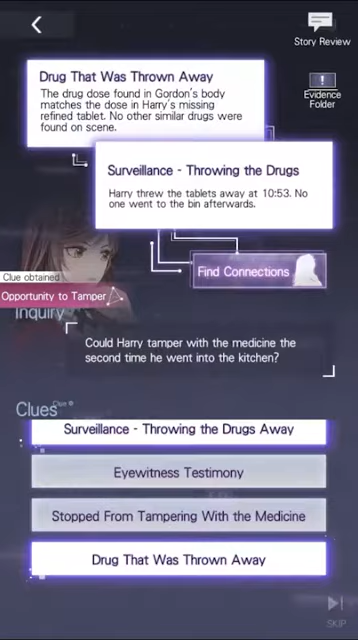 Story Review
Drug That Was Thrown Away
The drug dose found in Gordon's body
matches the dose in Harry's missing
refined tablet. No other similar drugs were
found on scene.
Evidence
Folder
Surveillance - Throwing the Drugs
Harry threw the tablets away at 10:53. No
one went to the bin afterwards.
Find Connections
Clue obtained
Opportunity to Tamper
Inquiry
Could Harry tamper with the medicine the
second time he went into the kitchen?
Clues
Clue
Surveillance - Throwing the Drugs Away
Eyewitness Testimony
Stopped From Tampering With the Medicine
Drug That Was Thrown Away
SKIP